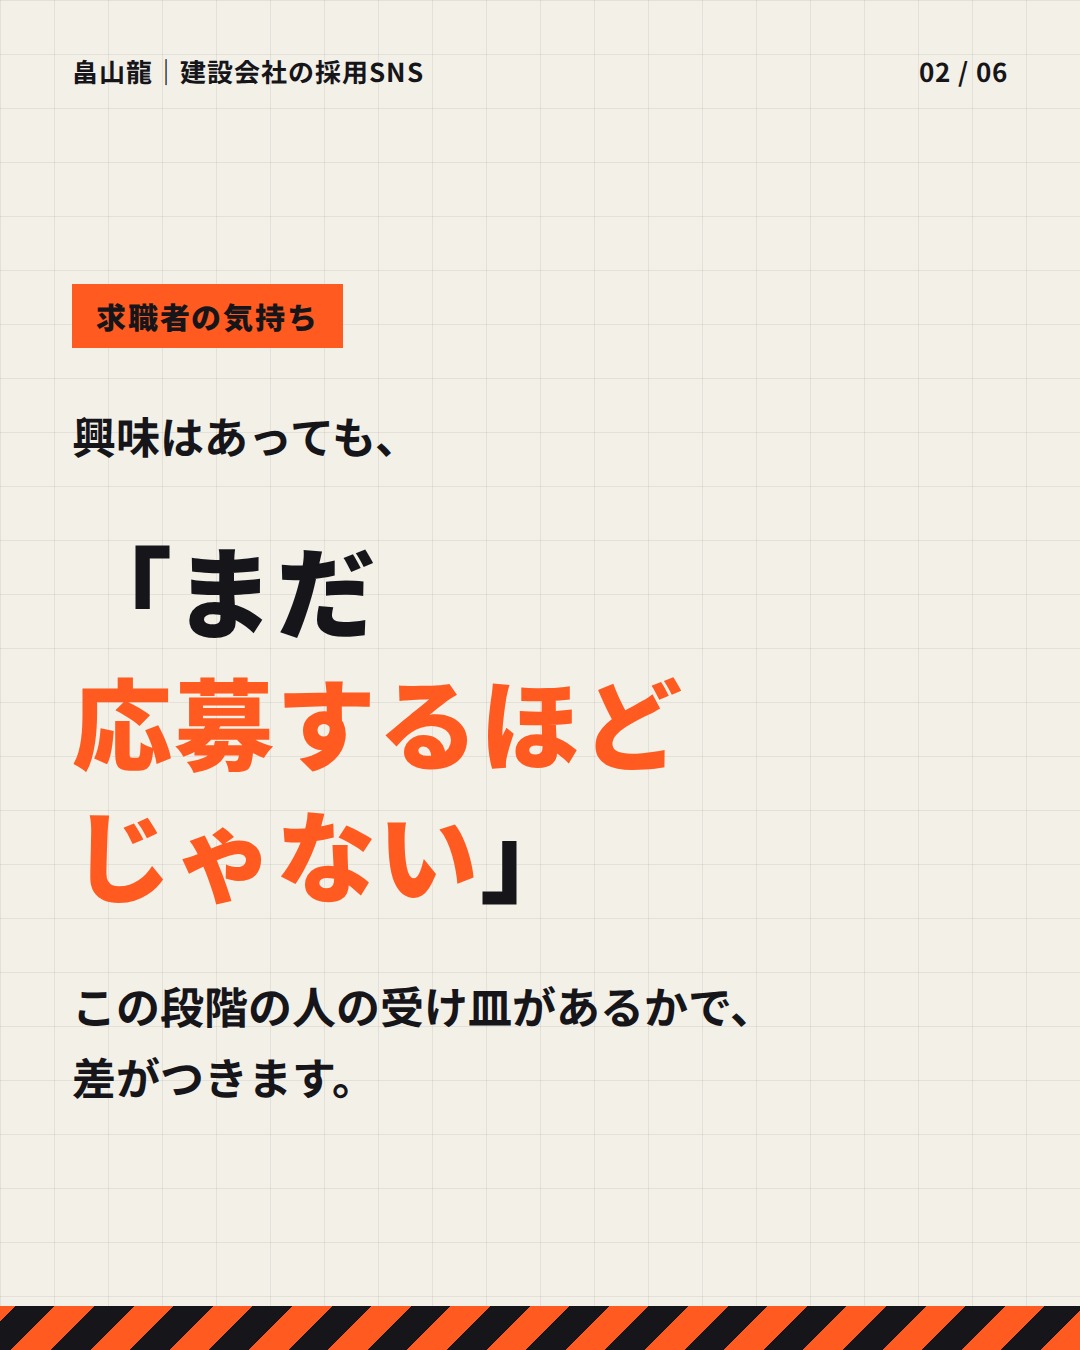 畠山龍｜建設会社の採用SNS
02 / 06
求職者の気持ち
興味はあっても、
「まだ
応募するほど
じゃない」
この段階の人の受け皿があるかで、
差がつきます。